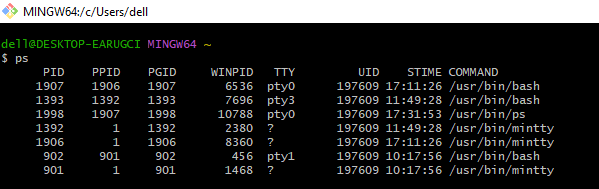 MINGW64:/c/Users/dell
dell@DESKTOP-EARUGCI MINGW64 ~
$ ps
PID PPID PGID WINPID TTY UID STIME COMMAND
1907 1906 1907 6536 pty0 197609 17:11:26 /usr/bin/bash
1393 1392 1393 7696 pty3 197609 11:49:28 /usr/bin/bash
1998 1907 1998 10788 pty0 197609 17:31:53 /usr/bin/ps
1392 1 1392 2380 ? 197609 11:49:28 /usr/bin/mintty
1906 1 1906 8360 ? 197609 17:11:26 /usr/bin/mintty
902 901 902 456 pty1 197609 10:17:56 /usr/bin/bash
901 1 901 1468 ? 197609 10:17:56 /usr/bin/mintty